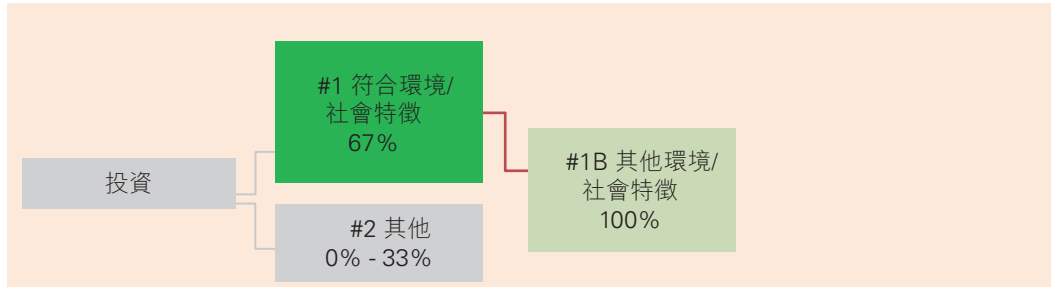 投資
#1 符合環境/
社會特徵
67%
#2 其他
0% - 33%
#1B 其他環境/
社會特徵
100%